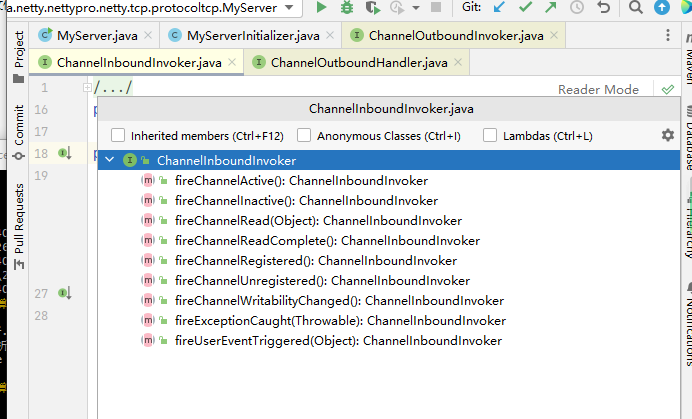 a.netty.nettypro.netty.tcp.protocoltcp.MyServer
Git:
MyServer.java
MyServerInitializer.java
ChannelOutboundInvoker.java
ChannelInboundInvoker.java
ChannelOutboundHandler.java
Project
Commit
Pull Requests
1 /.../
Reader Mode
16 p
17
18 p
19
27
28
ChannelInboundInvoker.java
Inherited members (Ctrl+F12)
Anonymous Classes (Ctrl+I)
Lambdas (Ctrl+L)
ChannelInboundInvoker
fireChannelActive(): ChannelInboundInvoker
fireChannelInactive(): ChannelInboundInvoker
fireChannelRead(Object): ChannelInboundInvoker
fireChannelReadComplete(): ChannelInboundInvoker
fireChannelRegistered(): ChannelInboundInvoker
fireChannelUnregistered(): ChannelInboundInvoker
fireChannelWritabilityChanged(): ChannelInboundInvoker
fireExceptionCaught(Throwable): ChannelInboundInvoker
fireUserEventTriggered(Object): ChannelInboundInvoker
Maven
Database
Hierarchy
Notifications